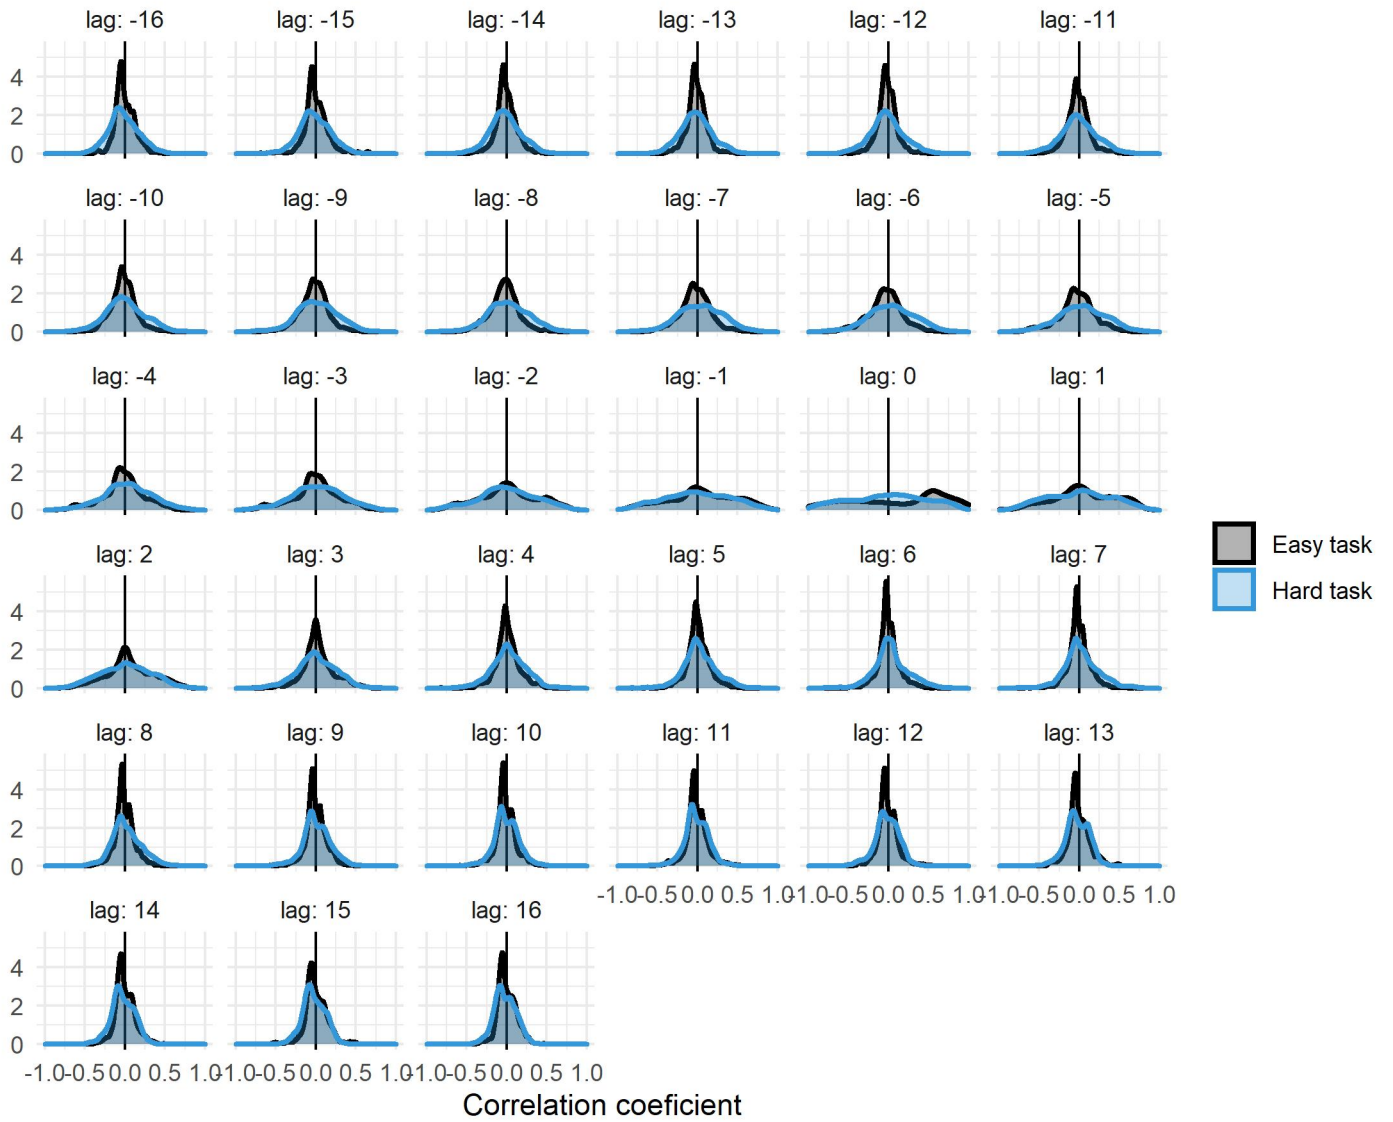 lag: -16 lag: -15 lag: -14 lag: -13 lag: -12 lag: -11
4
2
0
lag: -10 lag: -9 lag: -8 lag: -7 lag: -6 lag: -5
4
2
0
lag: -4 lag: -3 lag: -2 lag: -1 lag: 0 lag: 1
4
2
0
lag: 2 lag: 3 lag: 4 lag: 5 lag: 6 lag: 7
4
2
0
Easy task
Hard task
lag: 8 lag: 9 lag: 10 lag: 11 lag: 12 lag: 13
4
2
0
-1.0 -0.5 0.0 0.5 1.0 -1.0 -0.5 0.0 0.5 1.0 -1.0 -0.5 0.0 0.5 1.0
lag: 14 lag: 15 lag: 16
4
2
0
-1.0 -0.5 0.0 0.5 1.0 -1.0 -0.5 0.0 0.5 1.0 -1.0 -0.5 0.0 0.5 1.0
Correlation coeficient